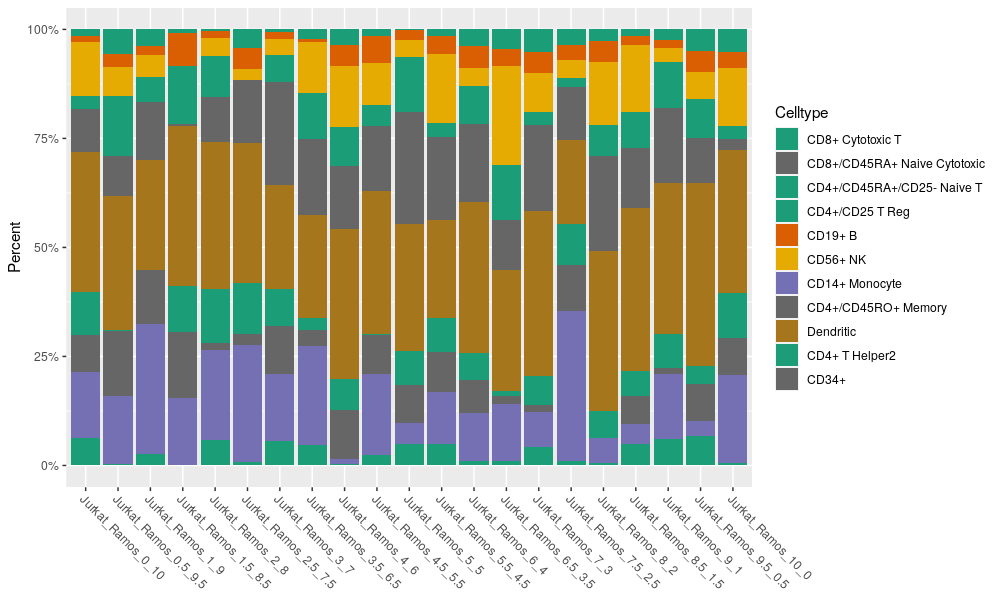 100%
75%
50%
25%
0%
Percent
Jurkat_Ramos_0_10
Jurkat_Ramos_0.5_9.5
Jurkat_Ramos_1_9
Jurkat_Ramos_1.5_8.5
Jurkat_Ramos_2_8
Jurkat_Ramos_2.5_7.5
Jurkat_Ramos_3_7
Jurkat_Ramos_3.5_6.5
Jurkat_Ramos_4_6
Jurkat_Ramos_4.5_5.5
Jurkat_Ramos_5_5
Jurkat_Ramos_5.5_4.5
Jurkat_Ramos_6_4
Jurkat_Ramos_6.5_3.5
Jurkat_Ramos_7_3
Jurkat_Ramos_7.5_2.5
Jurkat_Ramos_8_2
Jurkat_Ramos_8.5_1.5
Jurkat_Ramos_9_1
Jurkat_Ramos_9.5_0.5
Jurkat_Ramos_10_0
Celltype
CD8+ Cytotoxic T
CD8+/CD45RA+ Naive Cytotoxic
CD4+/CD45RA+/CD25- Naive T
CD4+/CD25 T Reg
CD19+ B
CD56+ NK
CD14+ Monocyte
CD4+/CD45RO+ Memory
Dendritic
CD4+ T Helper2
CD34+